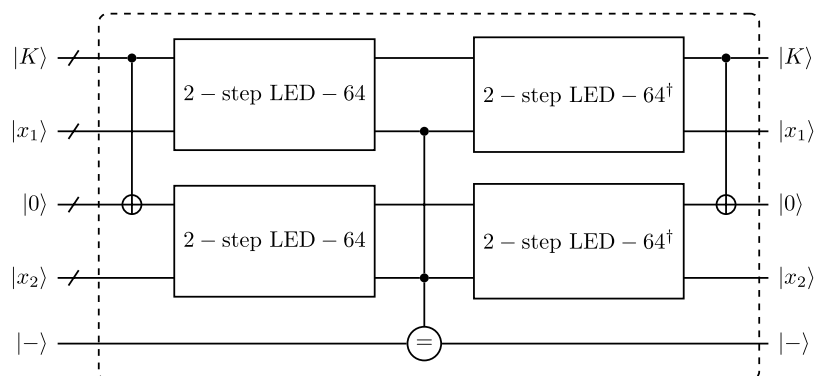 |K⟩ |K⟩
2 − step LED − 64 2 − step LED − 64†
|x₁⟩ |x₁⟩
|0⟩ |0⟩
2 − step LED − 64 2 − step LED − 64†
|x₂⟩ |x₂⟩
|−⟩ = |−⟩